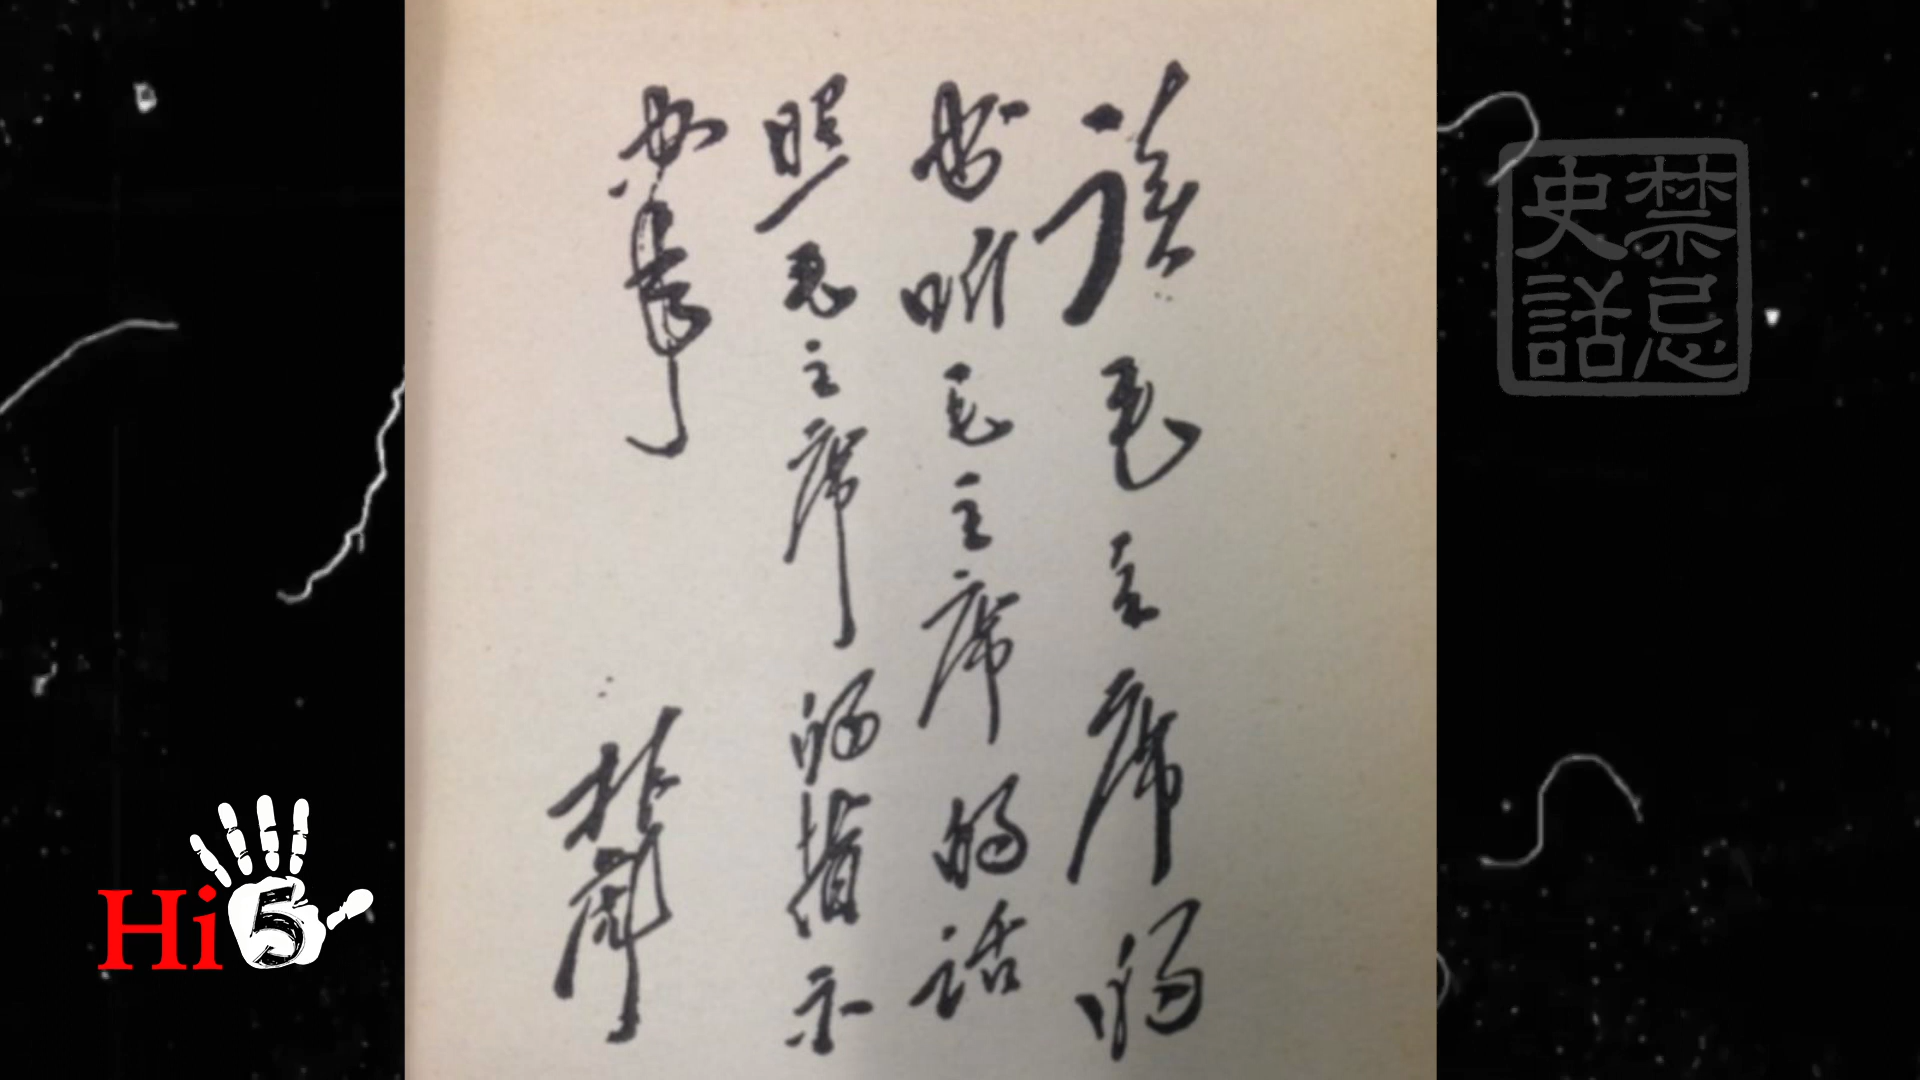 读毛主席的
书听毛主席的话
照毛主席的指示
办事
林彪
禁忌
史話
Hi5